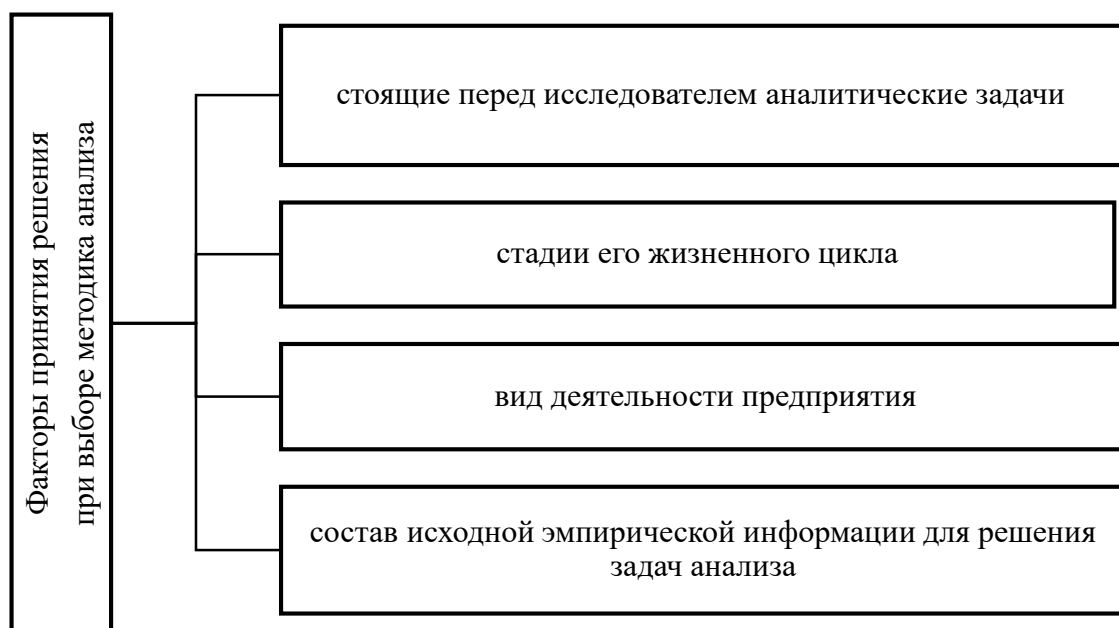 Факторы принятия решения
при выборе методика анализа
стоящие перед исследователем аналитические задачи
стадии его жизненного цикла
вид деятельности предприятия
состав исходной эмпирической информации для решения
задач анализа